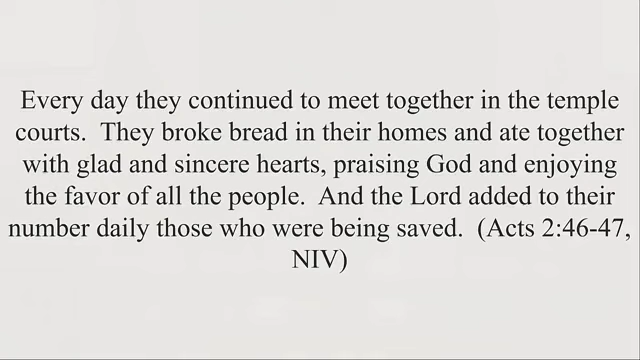 Every day they continued to meet together in the temple
courts.  They broke bread in their homes and ate together
with glad and sincere hearts, praising God and enjoying
the favor of all the people.  And the Lord added to their
number daily those who were being saved.  (Acts 2:46-47,
NIV)